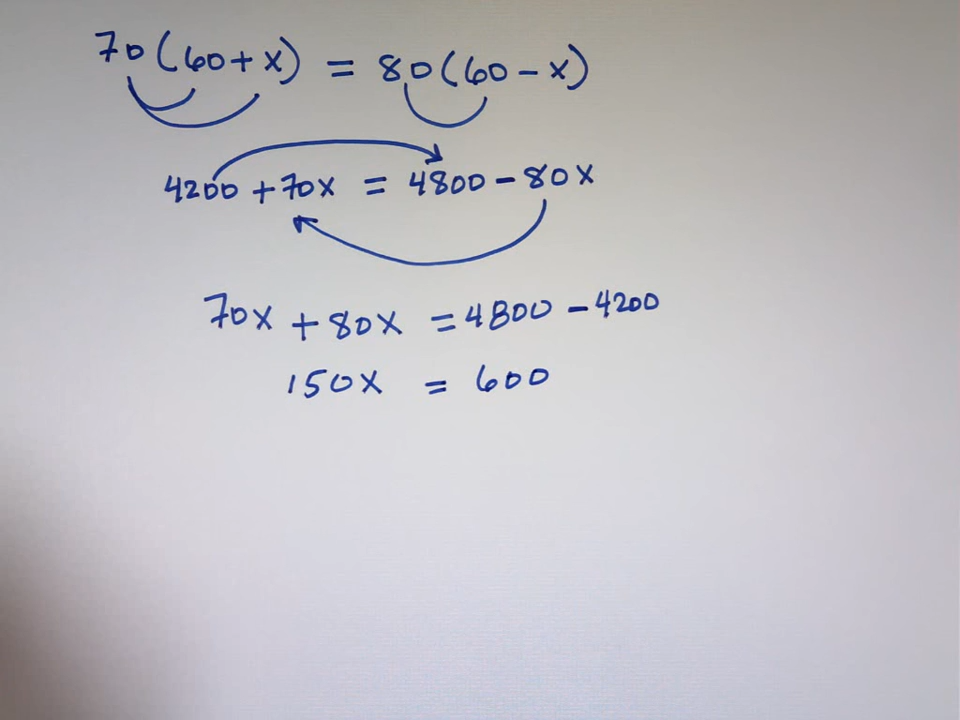 70(60+x) = 80(60-x)
4200 + 70x = 4800 - 80x
70x + 80x = 4800 - 4200
150x = 600